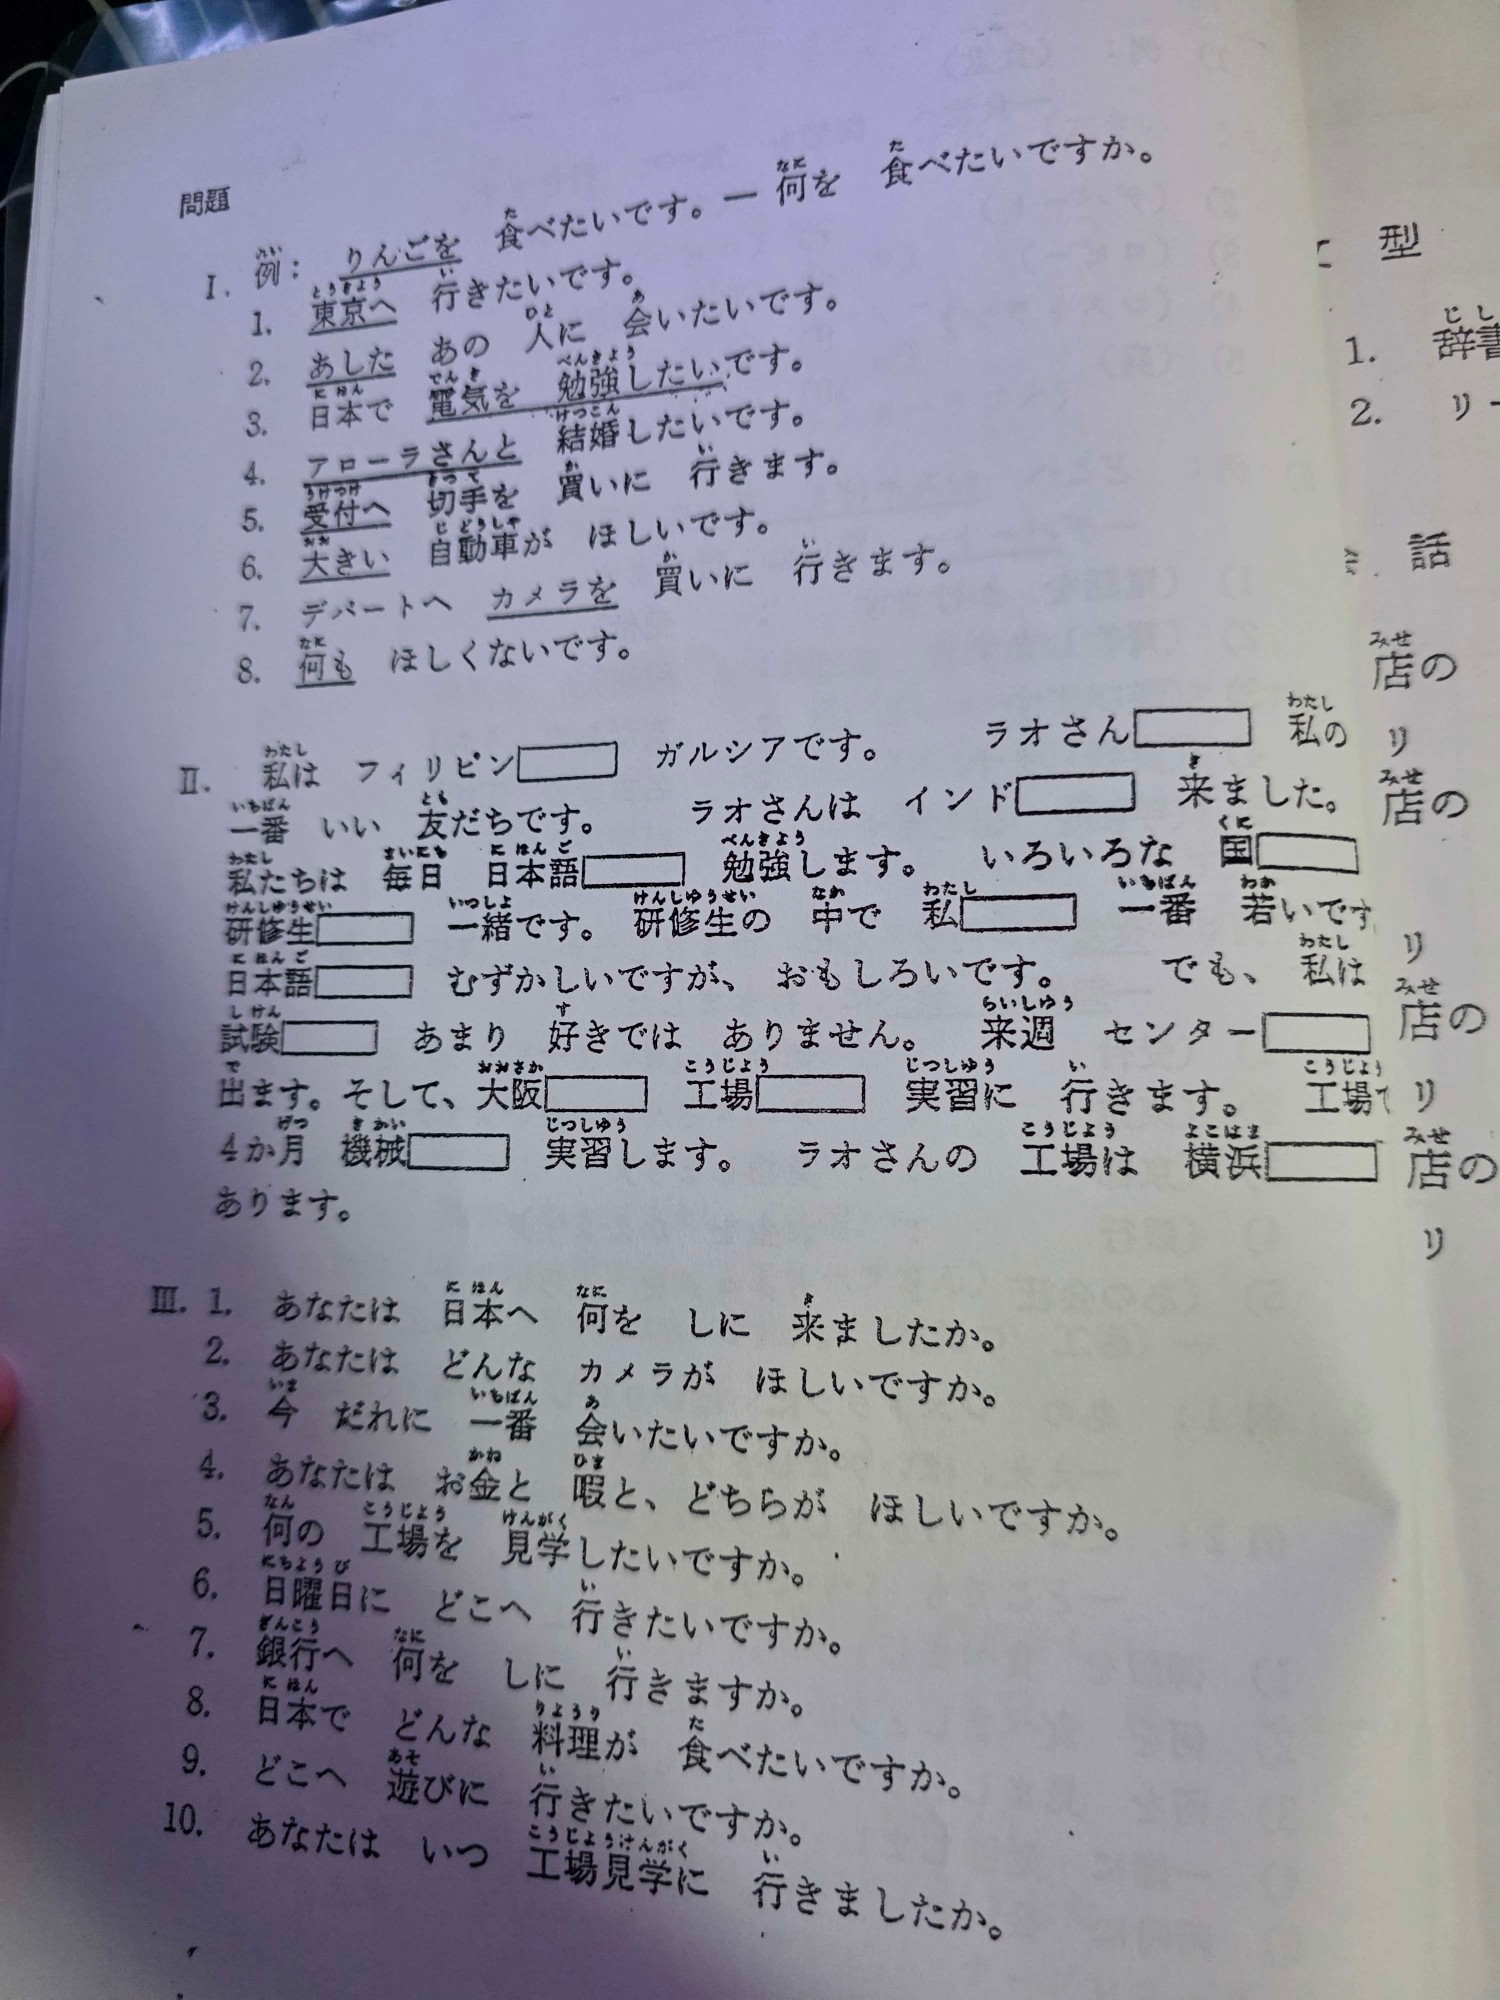 問題
I. 例： りんごを 食べたいです。― 何を 食べたいですか。
1. 東京へ 行きたいです。
2. あした あの 人に 会いたいです。
3. 日本で 電気を 勉強したいです。
4. アローラさんと 結婚したいです。
5. 受付へ 切手を 買いに 行きます。
6. 大きい 自動車が ほしいです。
7. デパートへ カメラを 買いに 行きます。
8. 何も ほしくないです。
II. 私は フィリピン ガルシアです。 ラオさん 私の
一番 いい 友だちです。 ラオさんは インド 来ました。
私たちは 毎日 日本語 勉強します。 いろいろな 国
研修生 一緒です。 研修生の 中で 私 一番 若いです
日本語 むずかしいですが、 おもしろいです。 でも、 私は
試験 あまり 好きでは ありません。 来週 センター
出ます。そして、大阪 工場 実習に 行きます。 工場
4か月 機械 実習します。 ラオさんの 工場は 横浜
あります。
III. 1. あなたは 日本へ 何を しに 来ましたか。
2. あなたは どんな カメラが ほしいですか。
3. 今 だれに 一番 会いたいですか。
4. あなたは お金と 暇と、どちらが ほしいですか。
5. 何の 工場を 見学したいですか。
6. 日曜日に どこへ 行きたいですか。
7. 銀行へ 何を しに 行きますか。
8. 日本で どんな 料理が 食べたいですか。
9. どこへ 遊びに 行きたいですか。
10. あなたは いつ 工場見学に 行きましたか。
型
1. 辞書
2. リー
話
店の
リ
店の
リ
店の
リ
店の
リ